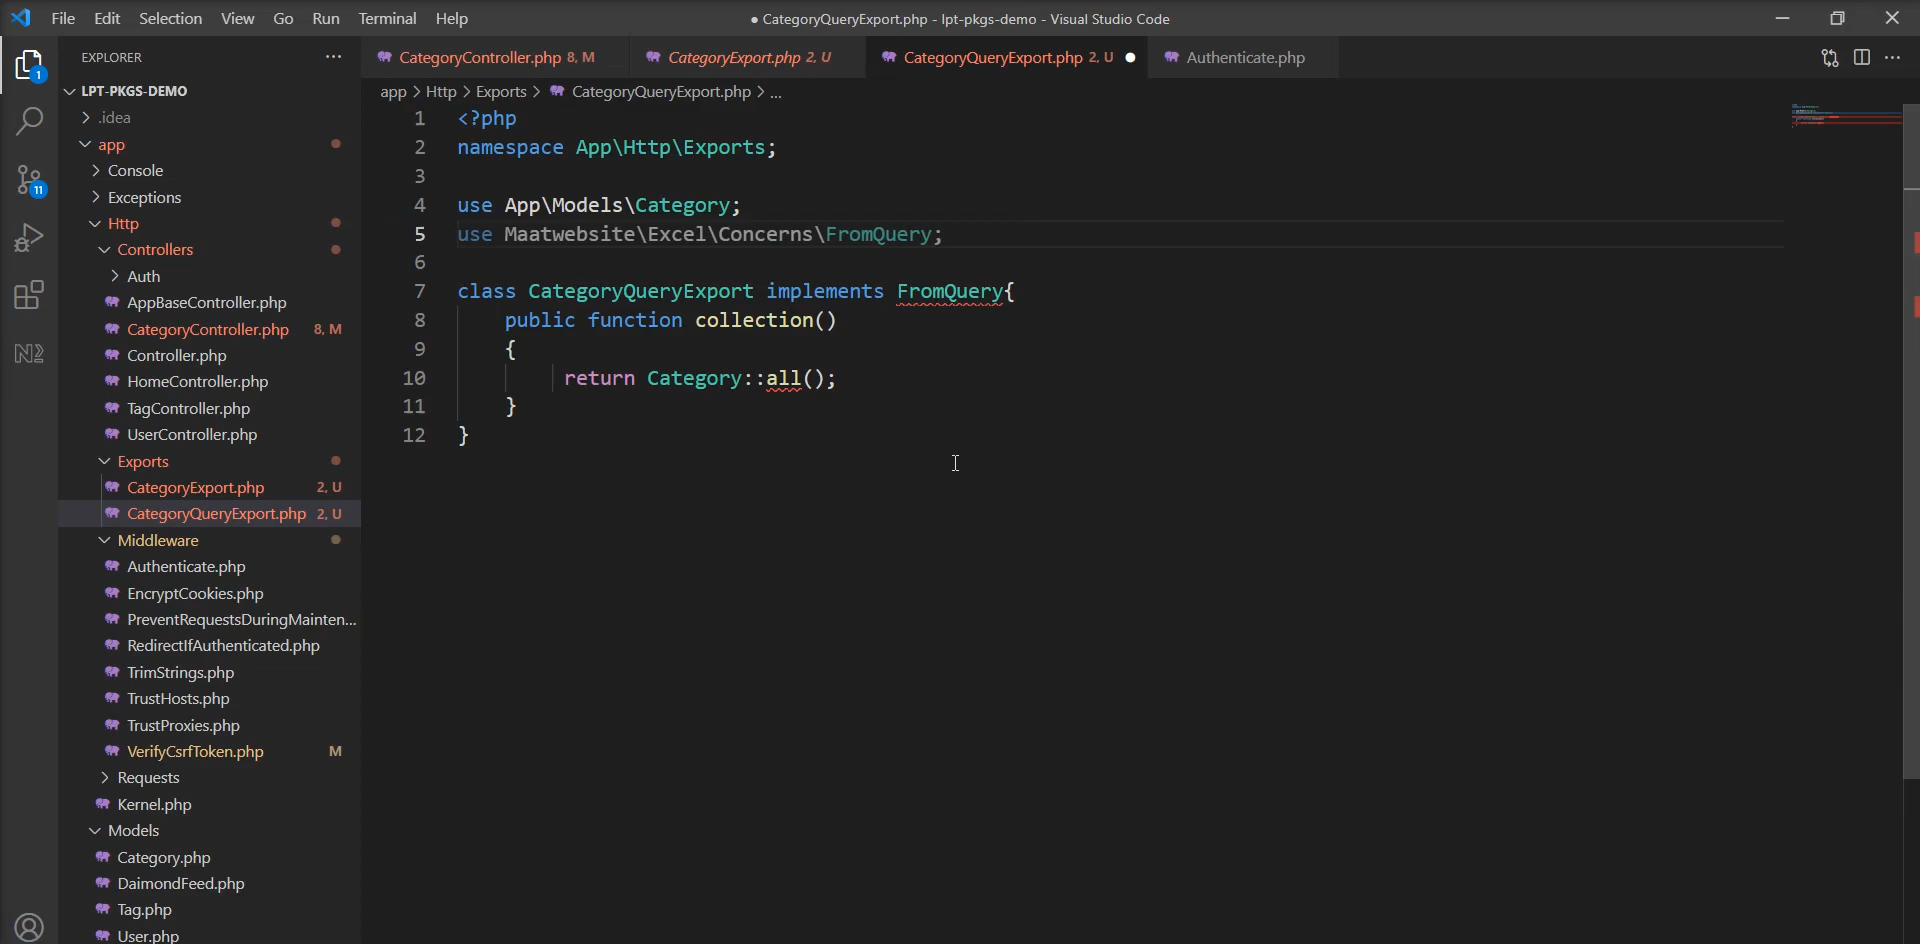 File Edit Selection View Go Run Terminal Help
● CategoryQueryExport.php - lpt-pkgs-demo - Visual Studio Code
EXPLORER
CategoryController.php 8, M
CategoryExport.php 2, U
CategoryQueryExport.php 2, U
Authenticate.php
app > Http > Exports > CategoryQueryExport.php > ...
1
11
N2
LPT-PKGS-DEMO
.idea
app
Console
Exceptions
Http
Controllers
Auth
AppBaseController.php
CategoryController.php 8, M
Controller.php
HomeController.php
TagController.php
UserController.php
Exports
CategoryExport.php 2, U
CategoryQueryExport.php 2, U
Middleware
Authenticate.php
EncryptCookies.php
PreventRequestsDuringMainten...
RedirectIfAuthenticated.php
TrimStrings.php
TrustHosts.php
TrustProxies.php
VerifyCsrfToken.php M
Requests
Kernel.php
Models
Category.php
DaimondFeed.php
Tag.php
User.php
1 <?php
2 namespace App\Http\Exports;
3
4 use App\Models\Category;
5 use Maatwebsite\Excel\Concerns\FromQuery;
6
7 class CategoryQueryExport implements FromQuery{
8 public function collection()
9 {
10 return Category::all();
11 }
12 }